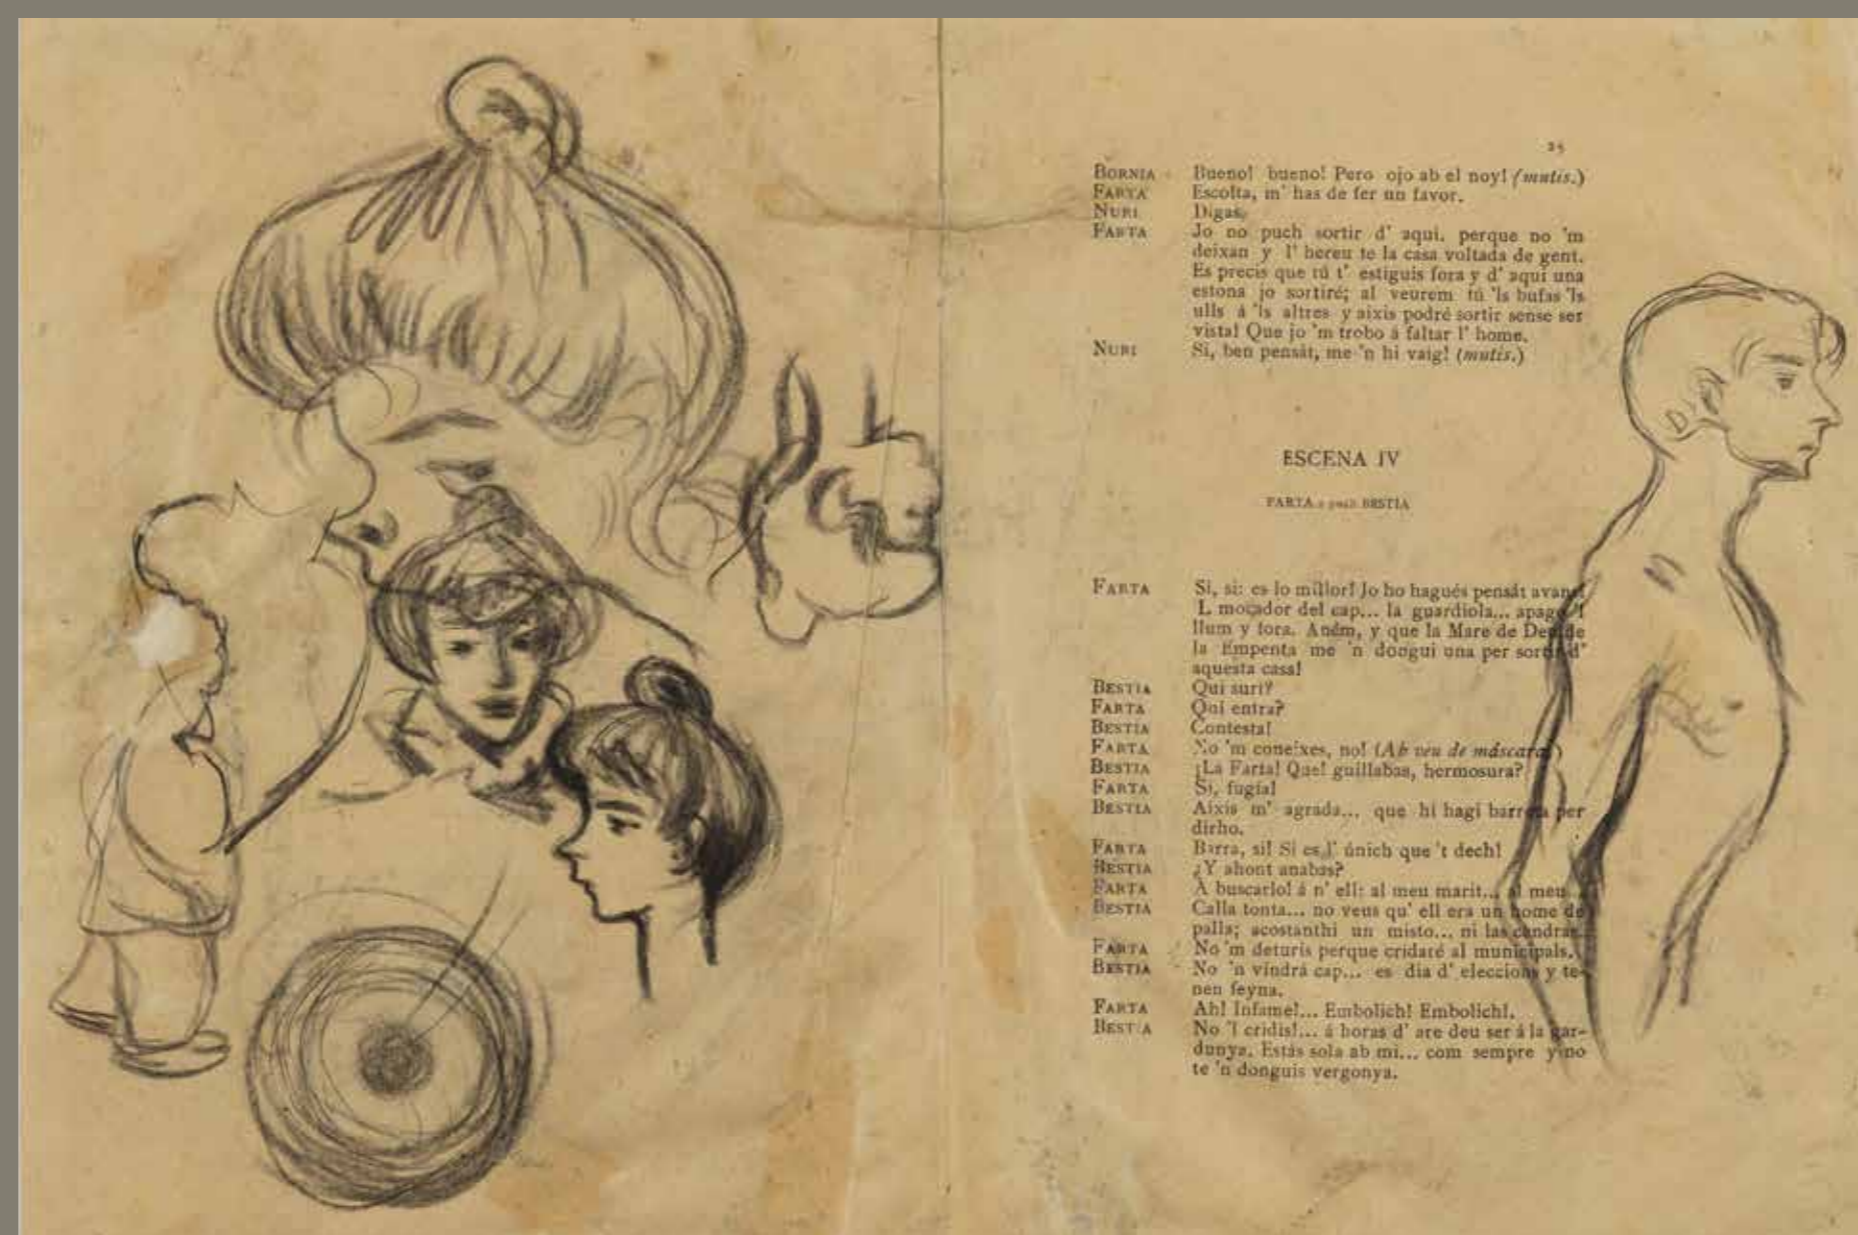 25
BORNIA Bueno! bueno! Pero ojo ab el noy! (mutis.)
FARTA Escolta, m' has de fer un favor.
NURI Digas.
FARTA Jo no puch sortir d' aquí, perque no 'm
deixan y l' hereu te la casa voltada de gent.
Es precis que tú t' estiguis fora y d' aquí una
estona jo sortiré; al veurem tú 'ls bufas 'ls
ulls á 'ls altres y aixis podré sortir sense ser
vista! Que jo 'm trobo á faltar l' home.
NURI Si, ben pensát, me 'n hi vaig! (mutis.)
ESCENA IV
FARTA y BESTIA
FARTA Si, si: es lo millor! Jo ho hagués pensát
L mocador del cap... la guardiola...
llum y fora. Aném, y que la Mare de Deu de
la Empenta me 'n dongui una per sortir d'
aquesta casa!
BESTIA Qui surt?
FARTA Qui entra?
BESTIA Contesta!
FARTA No 'm coneixes, no! (Ab veu de máscara.)
BESTIA ¡La Farta! Que! guillabas, hermosura?
FARTA Si, fugia!
BESTIA Aixis m' agrada... que hi hagi barrera per
dirho.
FARTA Barra, si! Si es l' únich que 't dech!
BESTIA ¿Y ahont anabas?
FARTA A buscarlo! á n' ell: al meu marit... al meu...
BESTIA Calla tonta... no veus qu' ell era un home de
palla; acostanthi un misto... ni las cendras.
FARTA No 'm deturis perque cridaré al municipals.
BESTIA No 'n vindrá cap... es dia d' eleccions y te-
nen feyna.
FARTA Ah! Infame!... Embolich! Embolich!.
BESTIA No 'l cridis!... á horas d' are deu ser á la gar-
dunya. Estás sola ab mi... com sempre y no
te 'n donguis vergonya.